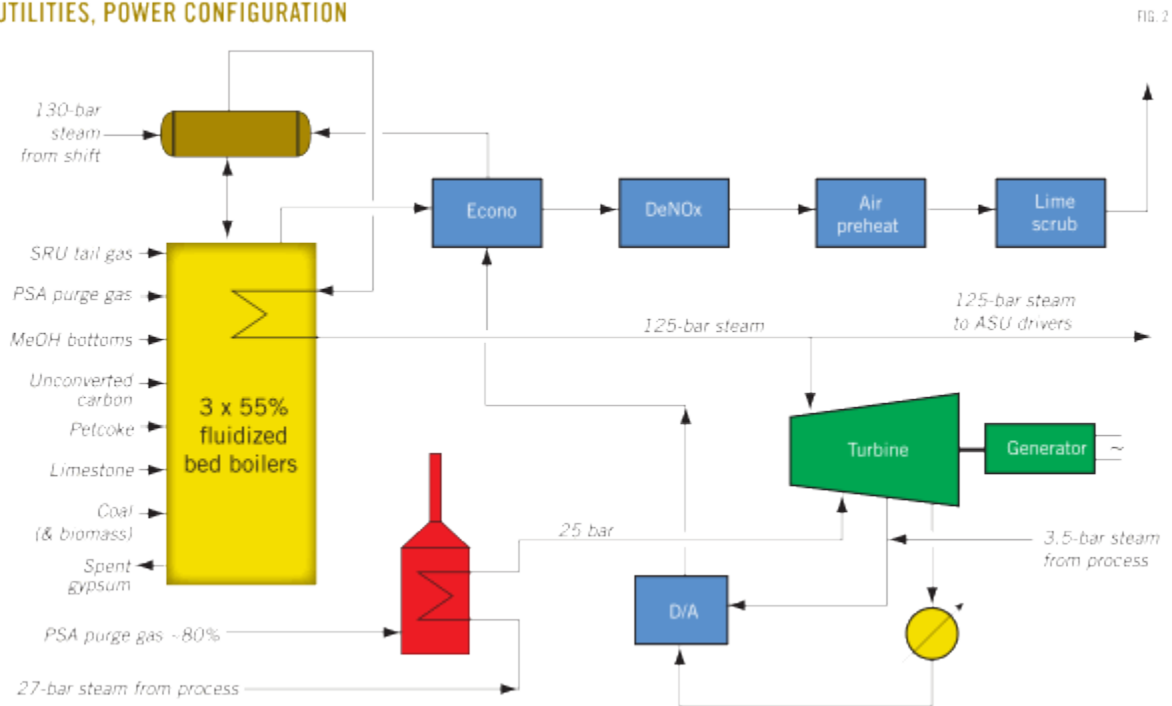 UTILITIES, POWER CONFIGURATION
FIG. 2
130-bar
steam
from shift
Econo
DeNOx
Air
preheat
Lime
scrub
SRU tail gas
PSA purge gas
MeOH bottoms
Unconverted
carbon
Petcoke
Limestone
Coal
(& biomass)
Spent
gypsum
3 x 55%
fluidized
bed boilers
125-bar steam
125-bar steam
to ASU drivers
Turbine
Generator
~
25 bar
3.5-bar steam
from process
D/A
PSA purge gas ~80%
27-bar steam from process